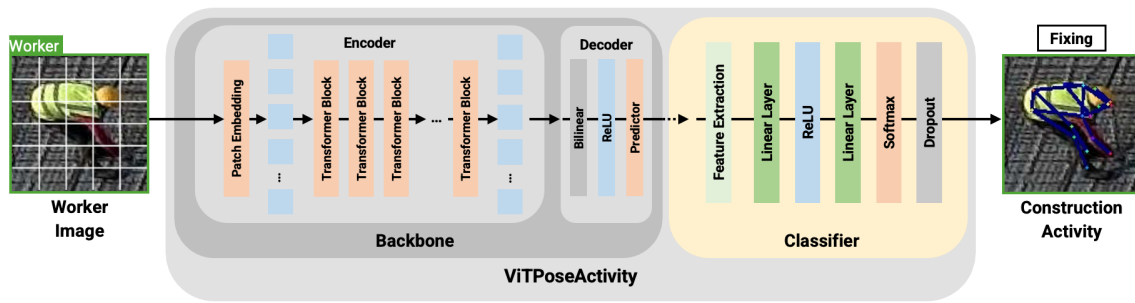 Worker
Worker
Image
Encoder
Patch Embedding
...
Transformer Block
Transformer Block
Transformer Block
...
Transformer Block
...
Decoder
Bilinear
ReLU
Predictor
Backbone
Feature Extraction
Linear Layer
ReLU
Linear Layer
Softmax
Dropout
Classifier
ViTPoseActivity
Fixing
Construction
Activity